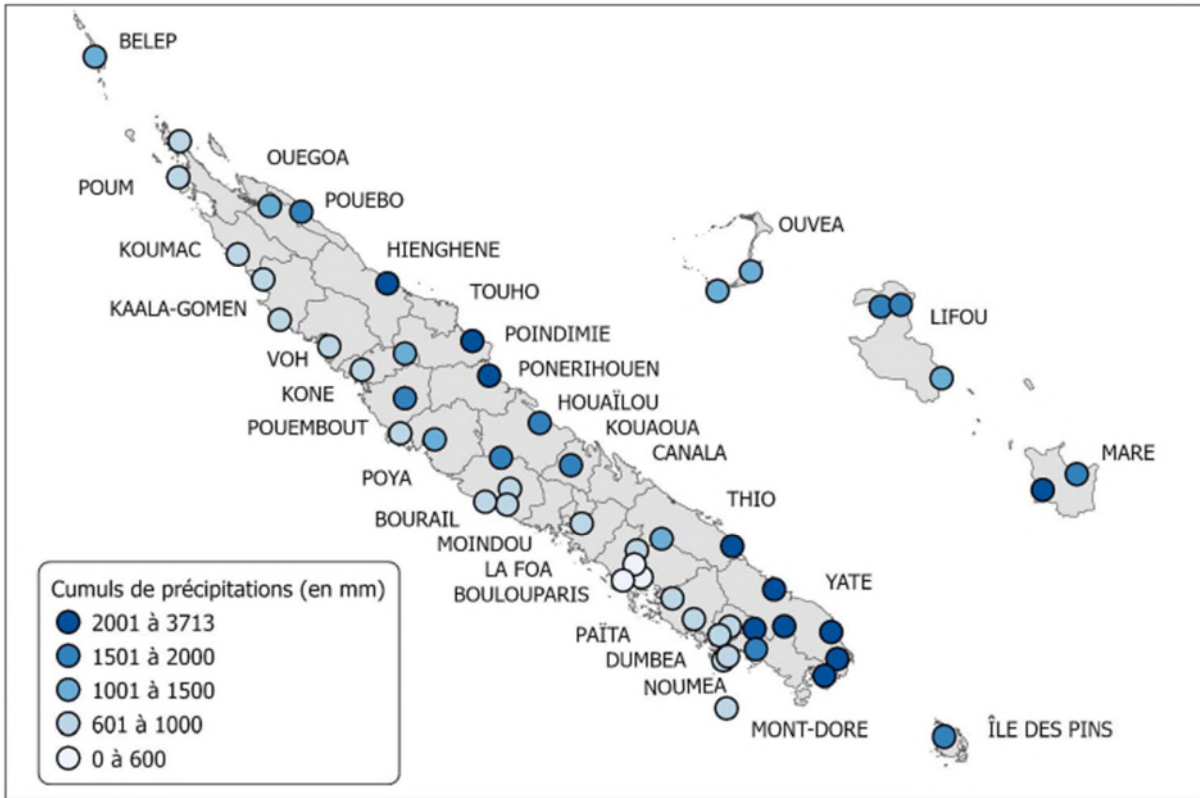 BELEP
OUEGOA
POUM
POUEBO
OUVEA
KOUMAC
HIENGHENE
TOUHO
KAALA-GOMEN
LIFOU
POINDIMIE
VOH
PONERIHOUEN
KONE
HOUAÏLOU
POUEMBOUT
KOUAOUA
CANALA
MARE
POYA
THIO
BOURAIL
MOINDOU
LA FOA
BOULOUPARIS
YATE
PAÏTA
DUMBEA
NOUMEA
MONT-DORE
ÎLE DES PINS
Cumuls de précipitations (en mm)
2001 à 3713
1501 à 2000
1001 à 1500
601 à 1000
0 à 600